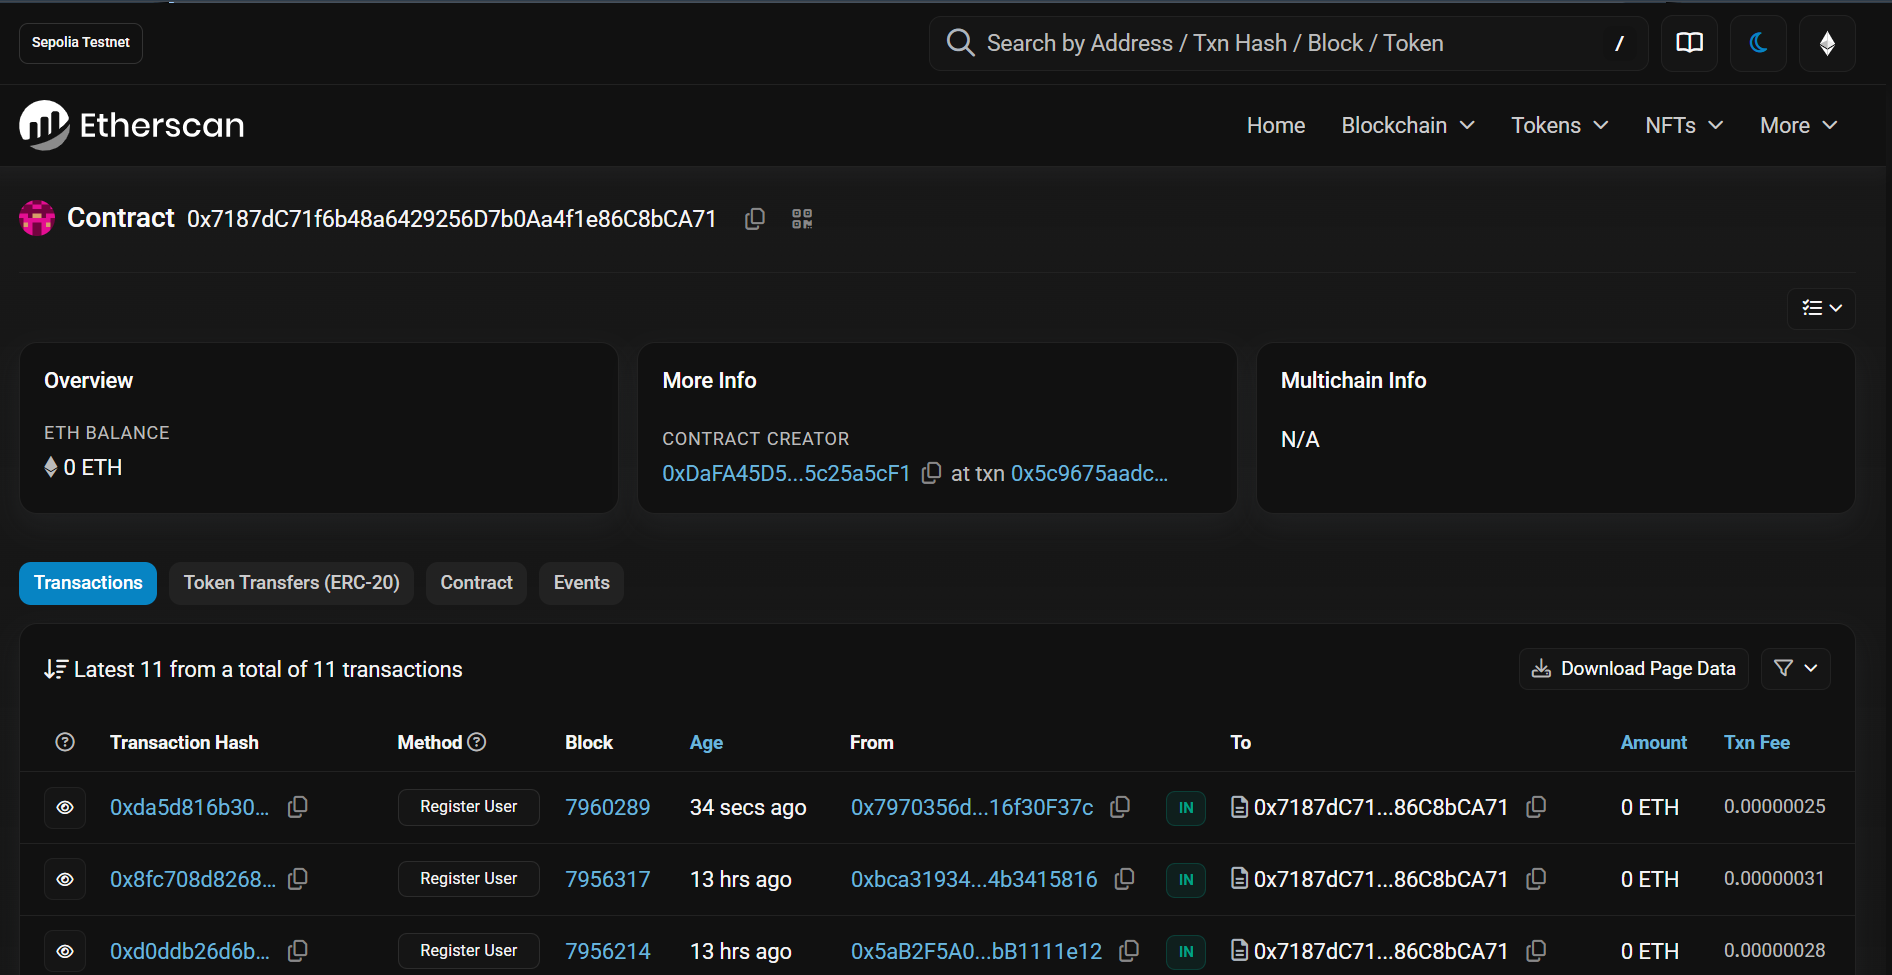 Sepolia Testnet
Search by Address / Txn Hash / Block / Token
/
Etherscan
Home
Blockchain
Tokens
NFTs
More
Contract 0x7187dC71f6b48a6429256D7b0Aa4f1e86C8bCA71
Overview
ETH BALANCE
0 ETH
More Info
CONTRACT CREATOR
0xDaFA45D5...5c25a5cF1 at txn 0x5c9675aadc...
Multichain Info
N/A
Transactions
Token Transfers (ERC-20)
Contract
Events
Latest 11 from a total of 11 transactions
Download Page Data
Transaction Hash Method Block Age From To Amount Txn Fee
0xda5d816b30... Register User 7960289 34 secs ago 0x7970356d...16f30F37c IN 0x7187dC71...86C8bCA71 0 ETH 0.00000025
0x8fc708d8268... Register User 7956317 13 hrs ago 0xbca31934...4b3415816 IN 0x7187dC71...86C8bCA71 0 ETH 0.00000031
0xd0ddb26d6b... Register User 7956214 13 hrs ago 0x5aB2F5A0...bB1111e12 IN 0x7187dC71...86C8bCA71 0 ETH 0.00000028